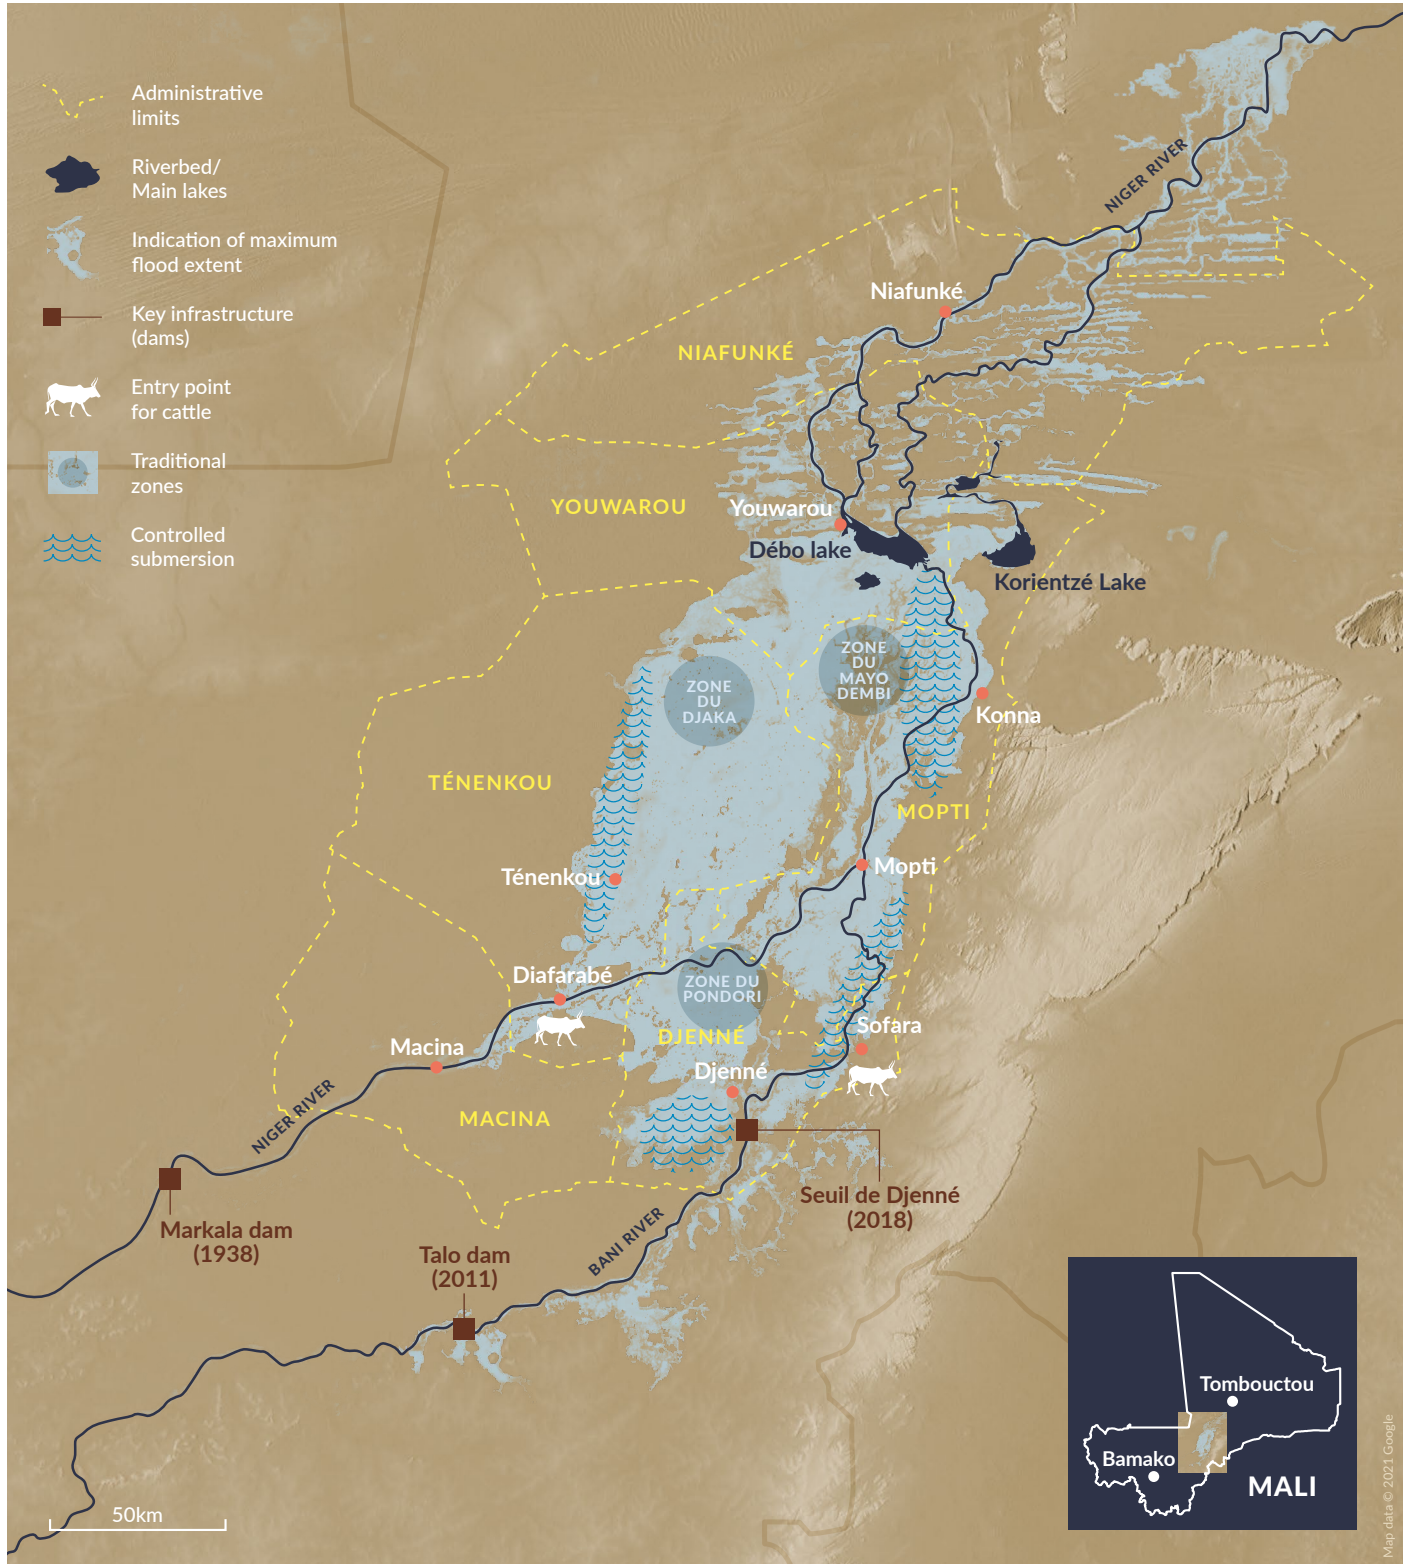 Administrative
limits
Riverbed/
Main lakes
Indication of maximum
flood extent
Key infrastructure
(dams)
Entry point
for cattle
Traditional
zones
Controlled
submersion
NIGER RIVER
Niafunké
NIAFUNKÉ
YOUWAROU
Youwarou
Débo lake
Korientzé Lake
ZONE
DU
MAYO
DEMBI
ZONE
DU
DJAKA
Konna
TÉNENKOU
MOPTI
Mopti
Ténenkou
Diafarabé
ZONE DU
PONDORI
Sofara
DJENNÉ
Macina
Djenné
NIGER RIVER
MACINA
Seuil de Djenné
(2018)
Markala dam
(1938)
BANI RIVER
Talo dam
(2011)
Tombouctou
Bamako
MALI
50km
Map data © 2021 Google